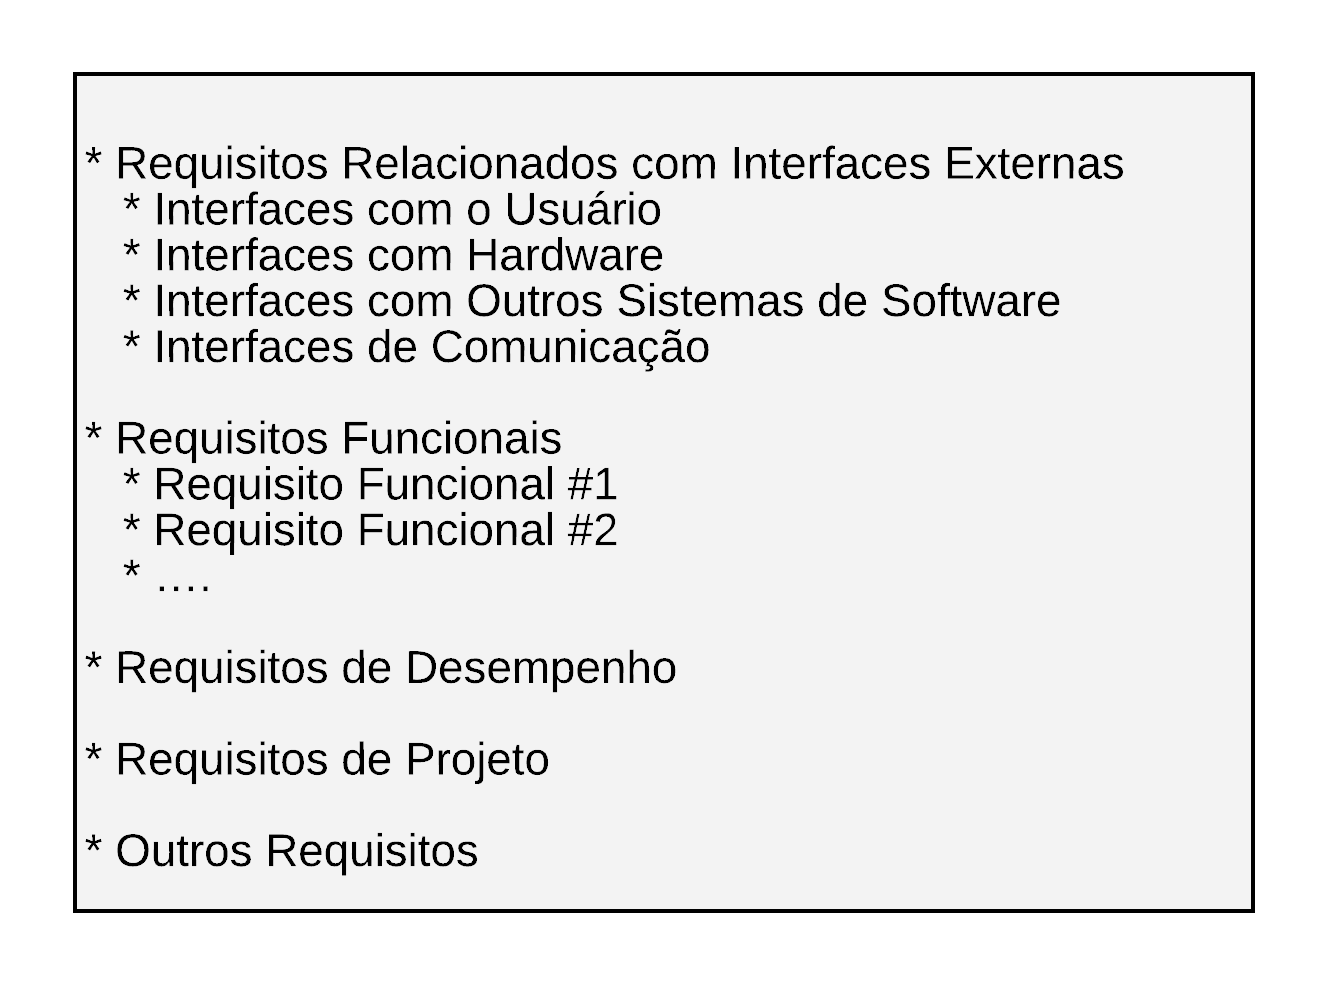 * Requisitos Relacionados com Interfaces Externas
* Interfaces com o Usuário
* Interfaces com Hardware
* Interfaces com Outros Sistemas de Software
* Interfaces de Comunicação
* Requisitos Funcionais
* Requisito Funcional #1
* Requisito Funcional #2
* ....
* Requisitos de Desempenho
* Requisitos de Projeto
* Outros Requisitos